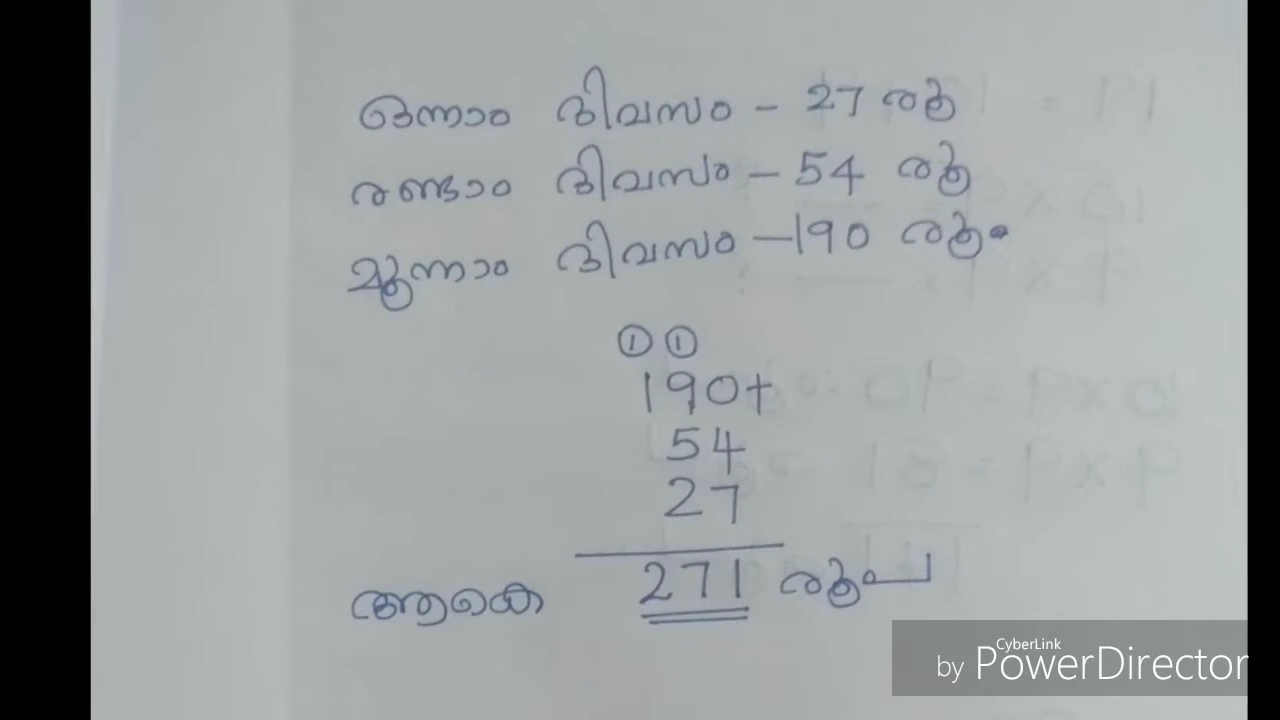 ഒന്നാം ദിവസം - 27 രൂ
രണ്ടാം ദിവസം - 54 രൂ
മൂന്നാം ദിവസം - 190 രൂ.
① ①
190+
54
27
ആകെ 271 രൂപ
CyberLink
by PowerDirector